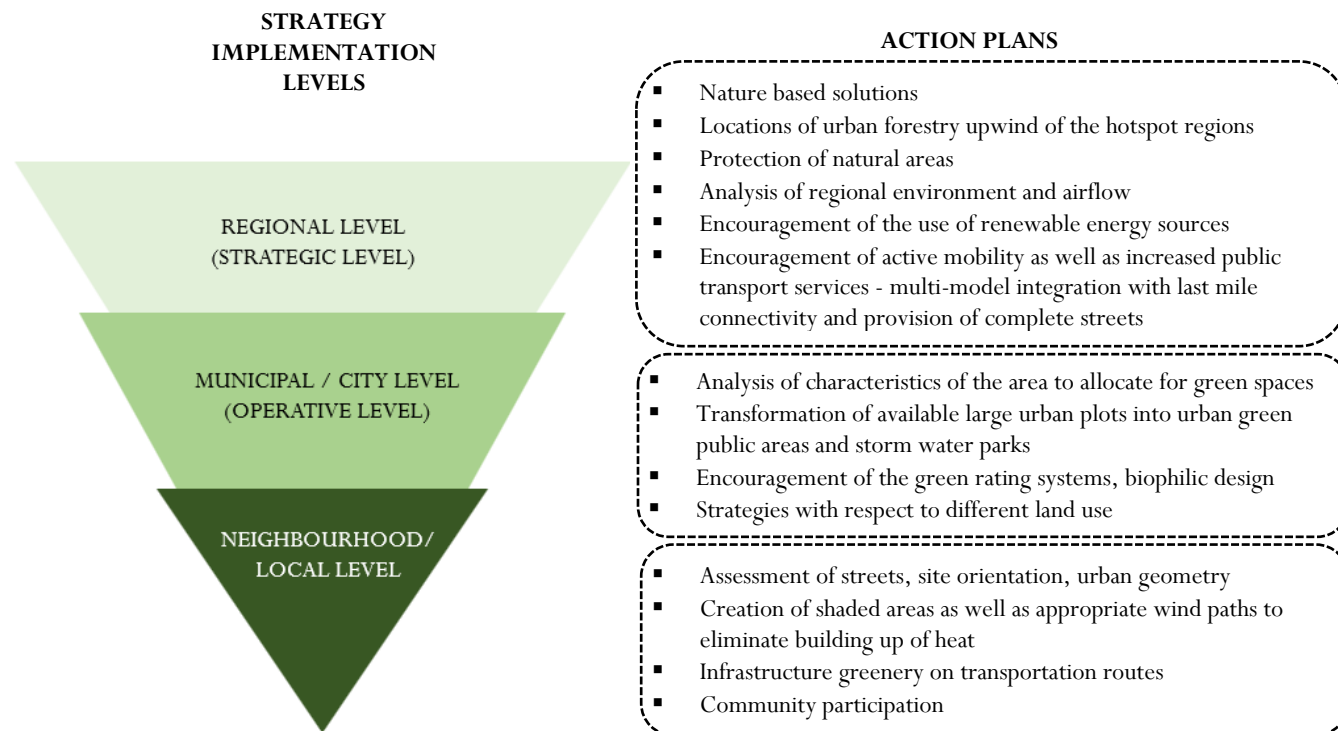 STRATEGY
IMPLEMENTATION
LEVELS
REGIONAL LEVEL
(STRATEGIC LEVEL)
MUNICIPAL / CITY LEVEL
(OPERATIVE LEVEL)
NEIGHBOURHOOD/
LOCAL LEVEL
ACTION PLANS
▪ Nature based solutions
▪ Locations of urban forestry upwind of the hotspot regions
▪ Protection of natural areas
▪ Analysis of regional environment and airflow
▪ Encouragement of the use of renewable energy sources
▪ Encouragement of active mobility as well as increased public
transport services - multi-model integration with last mile
connectivity and provision of complete streets
▪ Analysis of characteristics of the area to allocate for green spaces
▪ Transformation of available large urban plots into urban green
public areas and storm water parks
▪ Encouragement of the green rating systems, biophilic design
▪ Strategies with respect to different land use
▪ Assessment of streets, site orientation, urban geometry
▪ Creation of shaded areas as well as appropriate wind paths to
eliminate building up of heat
▪ Infrastructure greenery on transportation routes
▪ Community participation